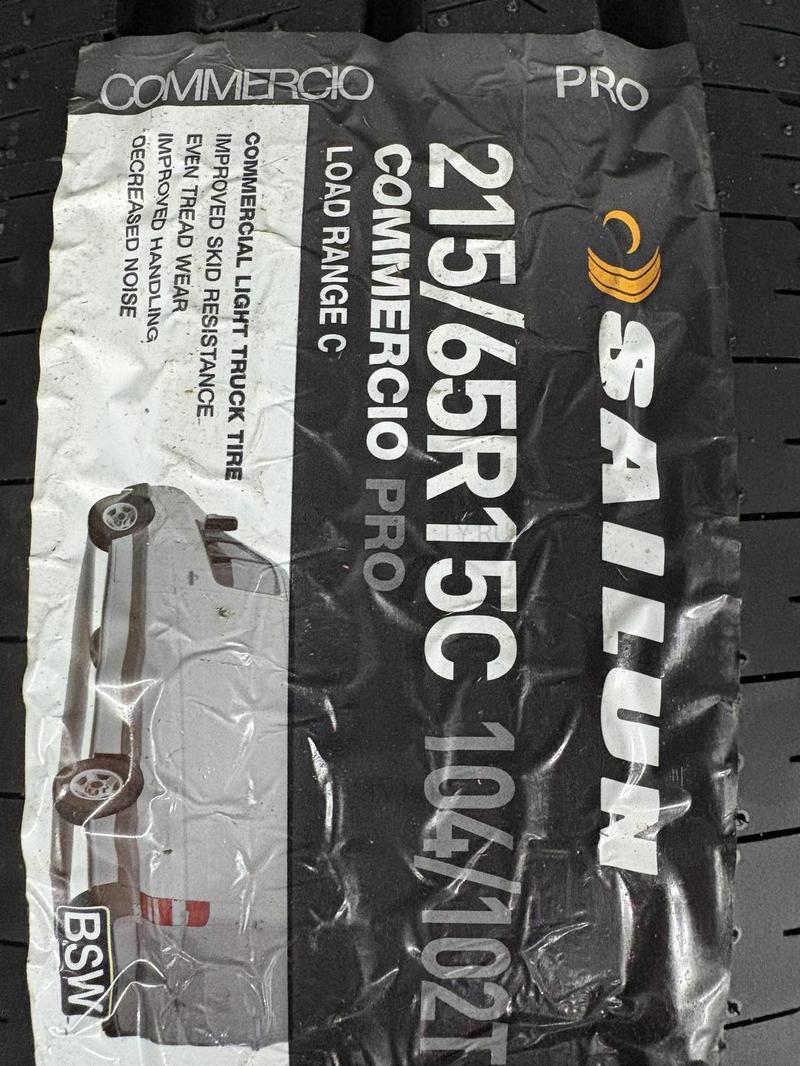 COMMERCIO PRO
SAILUN
215/65R15C 104/102T
COMMERCIO PRO
LOAD RANGE C
COMMERCIAL LIGHT TRUCK TIRE
IMPROVED SKID RESISTANCE
EVEN TREAD WEAR
IMPROVED HANDLING
DECREASED NOISE
BSW